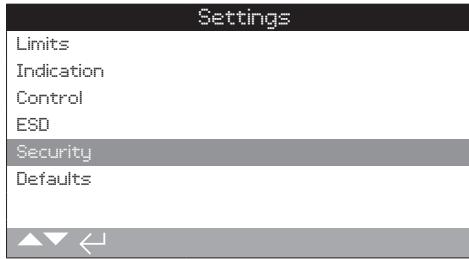 Settings
Limits
Indication
Control
ESD
Security
Defaults